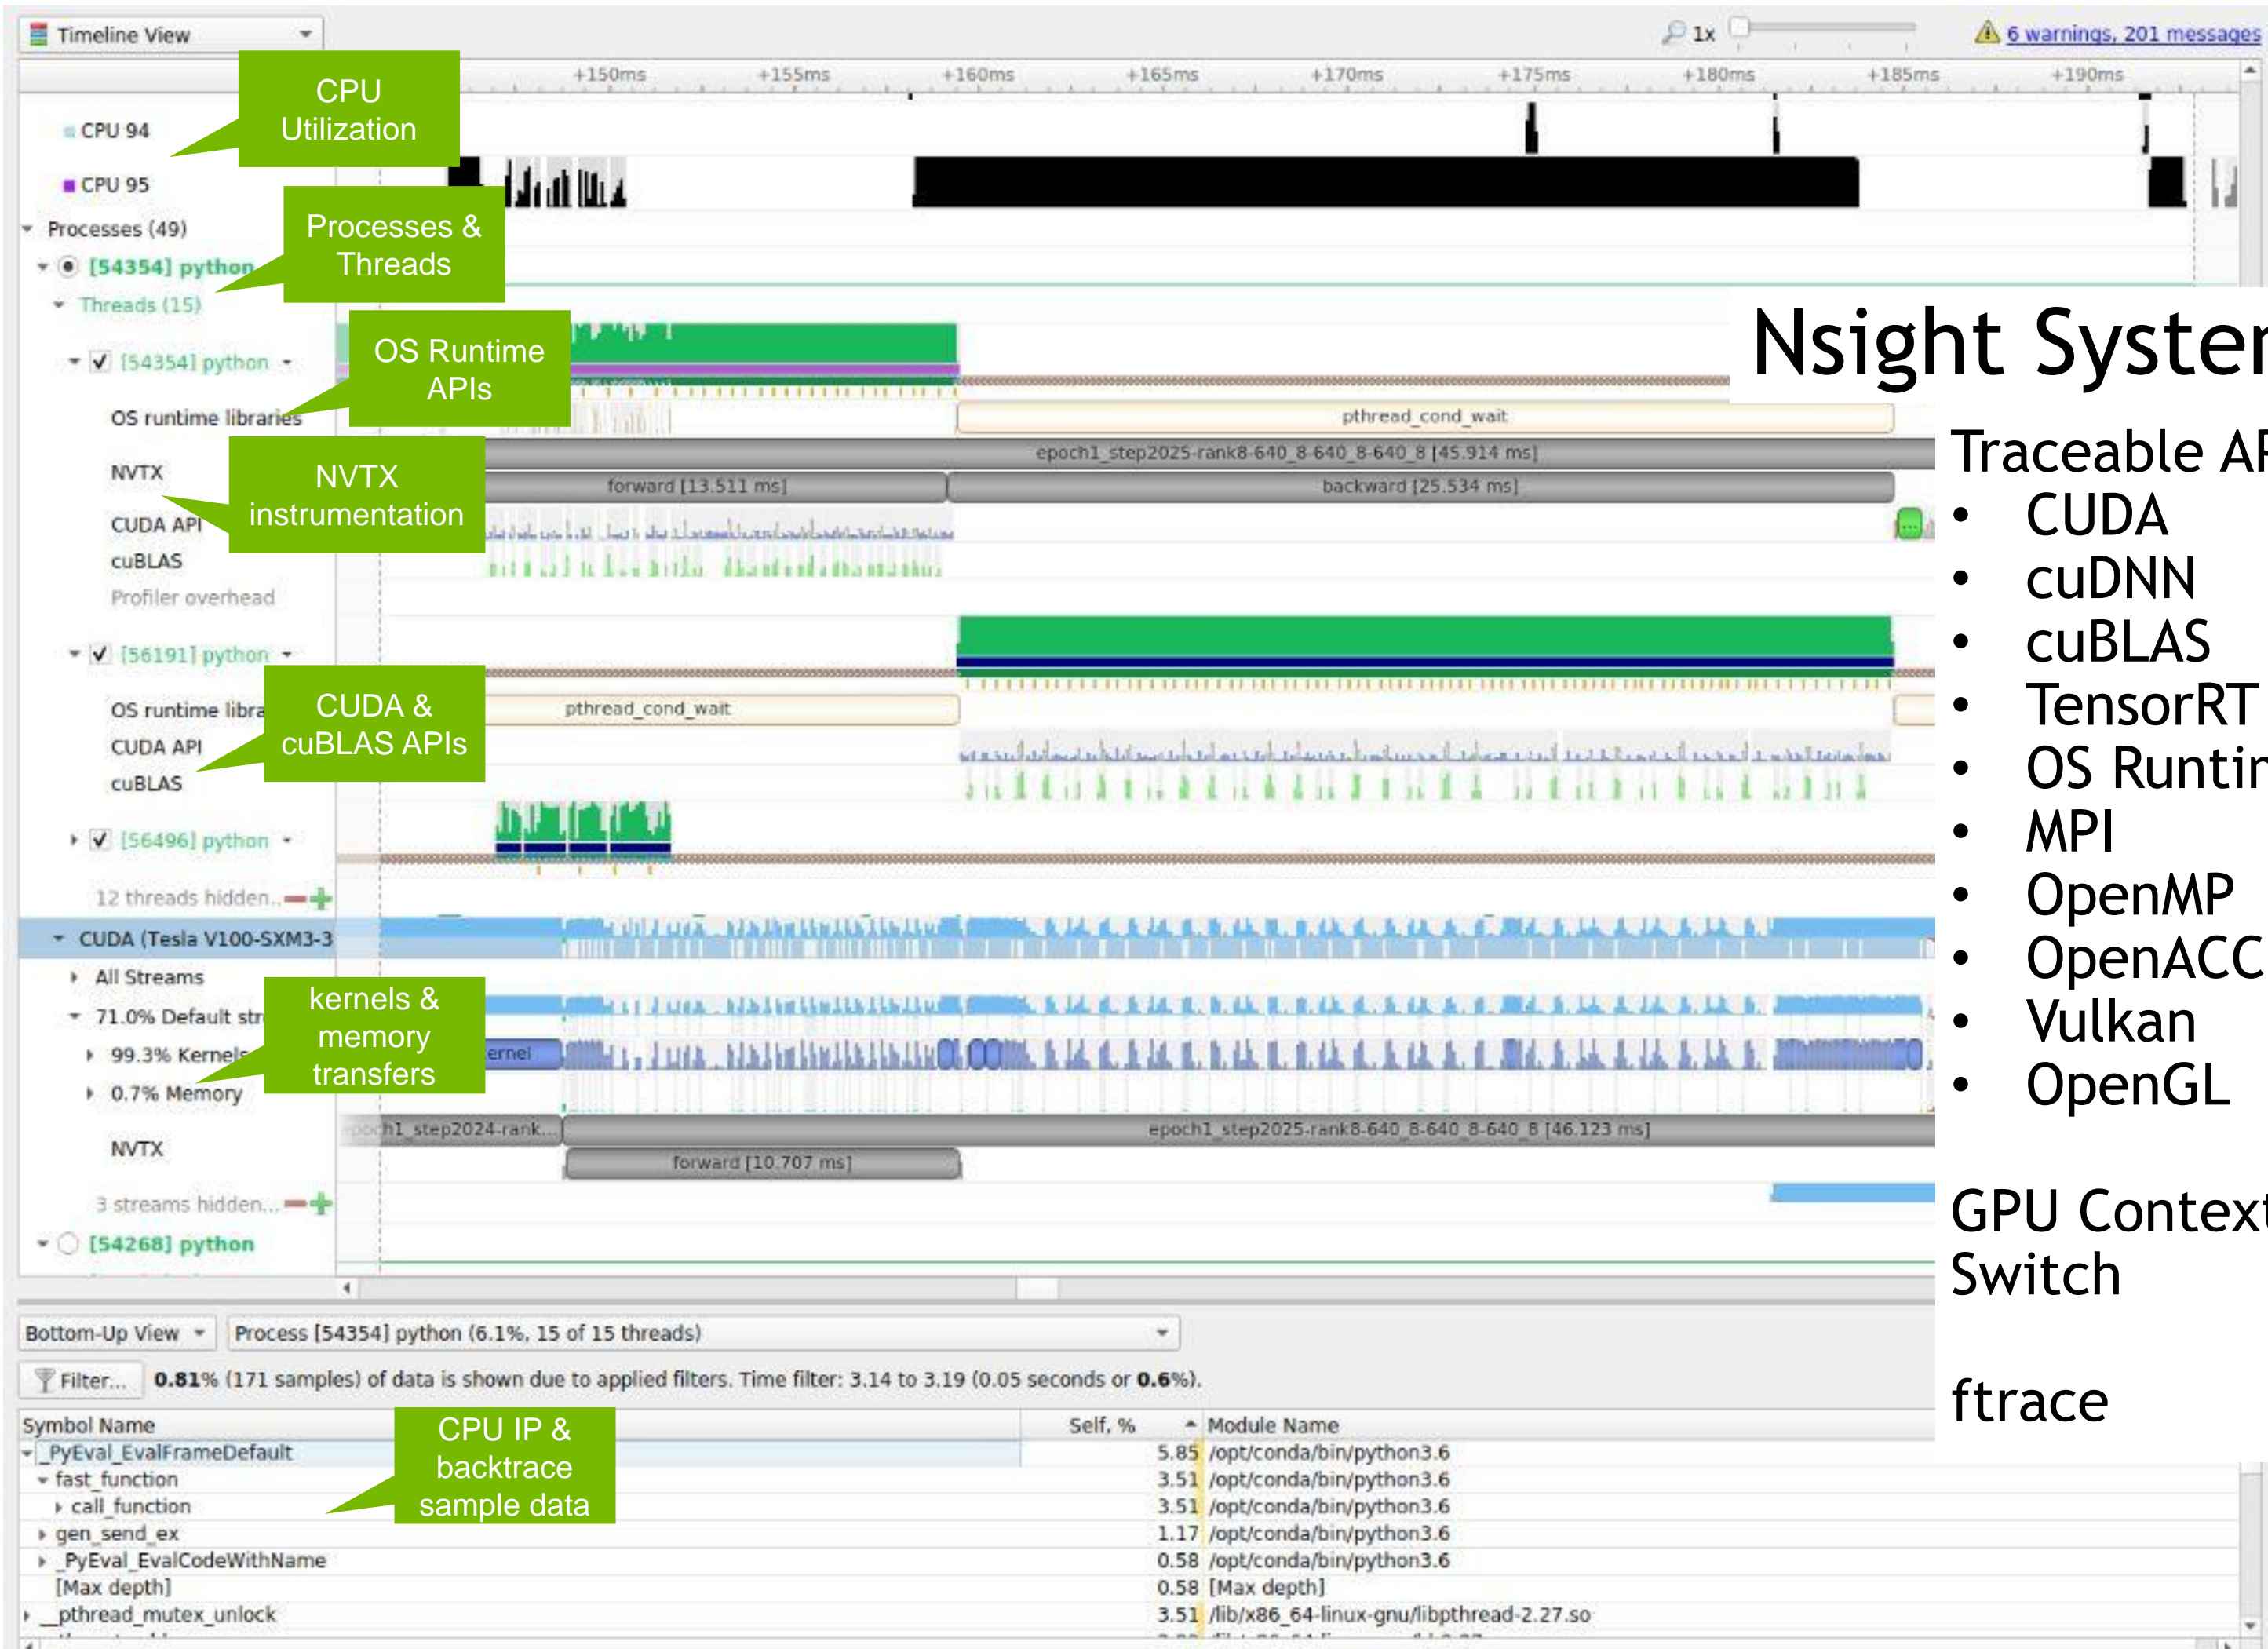 Timeline View
1x
6 warnings, 201 messages
+150ms +155ms +160ms +165ms +170ms +175ms +180ms +185ms +190ms
CPU
Utilization
CPU 94
CPU 95
Processes (49)
Processes &
Threads
[54354] python
Threads (15)
Nsight System
[54354] python
OS Runtime
APIs
OS runtime libraries
pthread_cond_wait
epoch1_step2025-rank8-640_8-640_8-640_8 [45.914 ms]
NVTX
NVTX
instrumentation
forward [13.511 ms]
backward [25.534 ms]
CUDA API
...
cuBLAS
Profiler overhead
[56191] python
CUDA &
cuBLAS APIs
OS runtime libra
pthread_cond_wait
CUDA API
cuBLAS
[56496] python
12 threads hidden..
CUDA (Tesla V100-SXM3-3
All Streams
kernels &
memory
transfers
71.0% Default str
99.3% Kernels
ernel
0.7% Memory
h1_step2024-rank...
epoch1_step2025-rank8-640_8-640_8-640_8 [46.123 ms]
NVTX
forward [10.707 ms]
3 streams hidden...
[54268] python
Traceable AP
• CUDA
• cuDNN
• cuBLAS
• TensorRT
• OS Runtim
• MPI
• OpenMP
• OpenACC
• Vulkan
• OpenGL
GPU Context
Switch
ftrace
Bottom-Up View
Process [54354] python (6.1%, 15 of 15 threads)
Filter...
0.81% (171 samples) of data is shown due to applied filters. Time filter: 3.14 to 3.19 (0.05 seconds or 0.6%).
Symbol Name Self, % Module Name
CPU IP &
backtrace
sample data
_PyEval_EvalFrameDefault 5.85 /opt/conda/bin/python3.6
fast_function 3.51 /opt/conda/bin/python3.6
call_function 3.51 /opt/conda/bin/python3.6
gen_send_ex 1.17 /opt/conda/bin/python3.6
_PyEval_EvalCodeWithName 0.58 /opt/conda/bin/python3.6
[Max depth] 0.58 [Max depth]
__pthread_mutex_unlock 3.51 /lib/x86_64-linux-gnu/libpthread-2.27.so